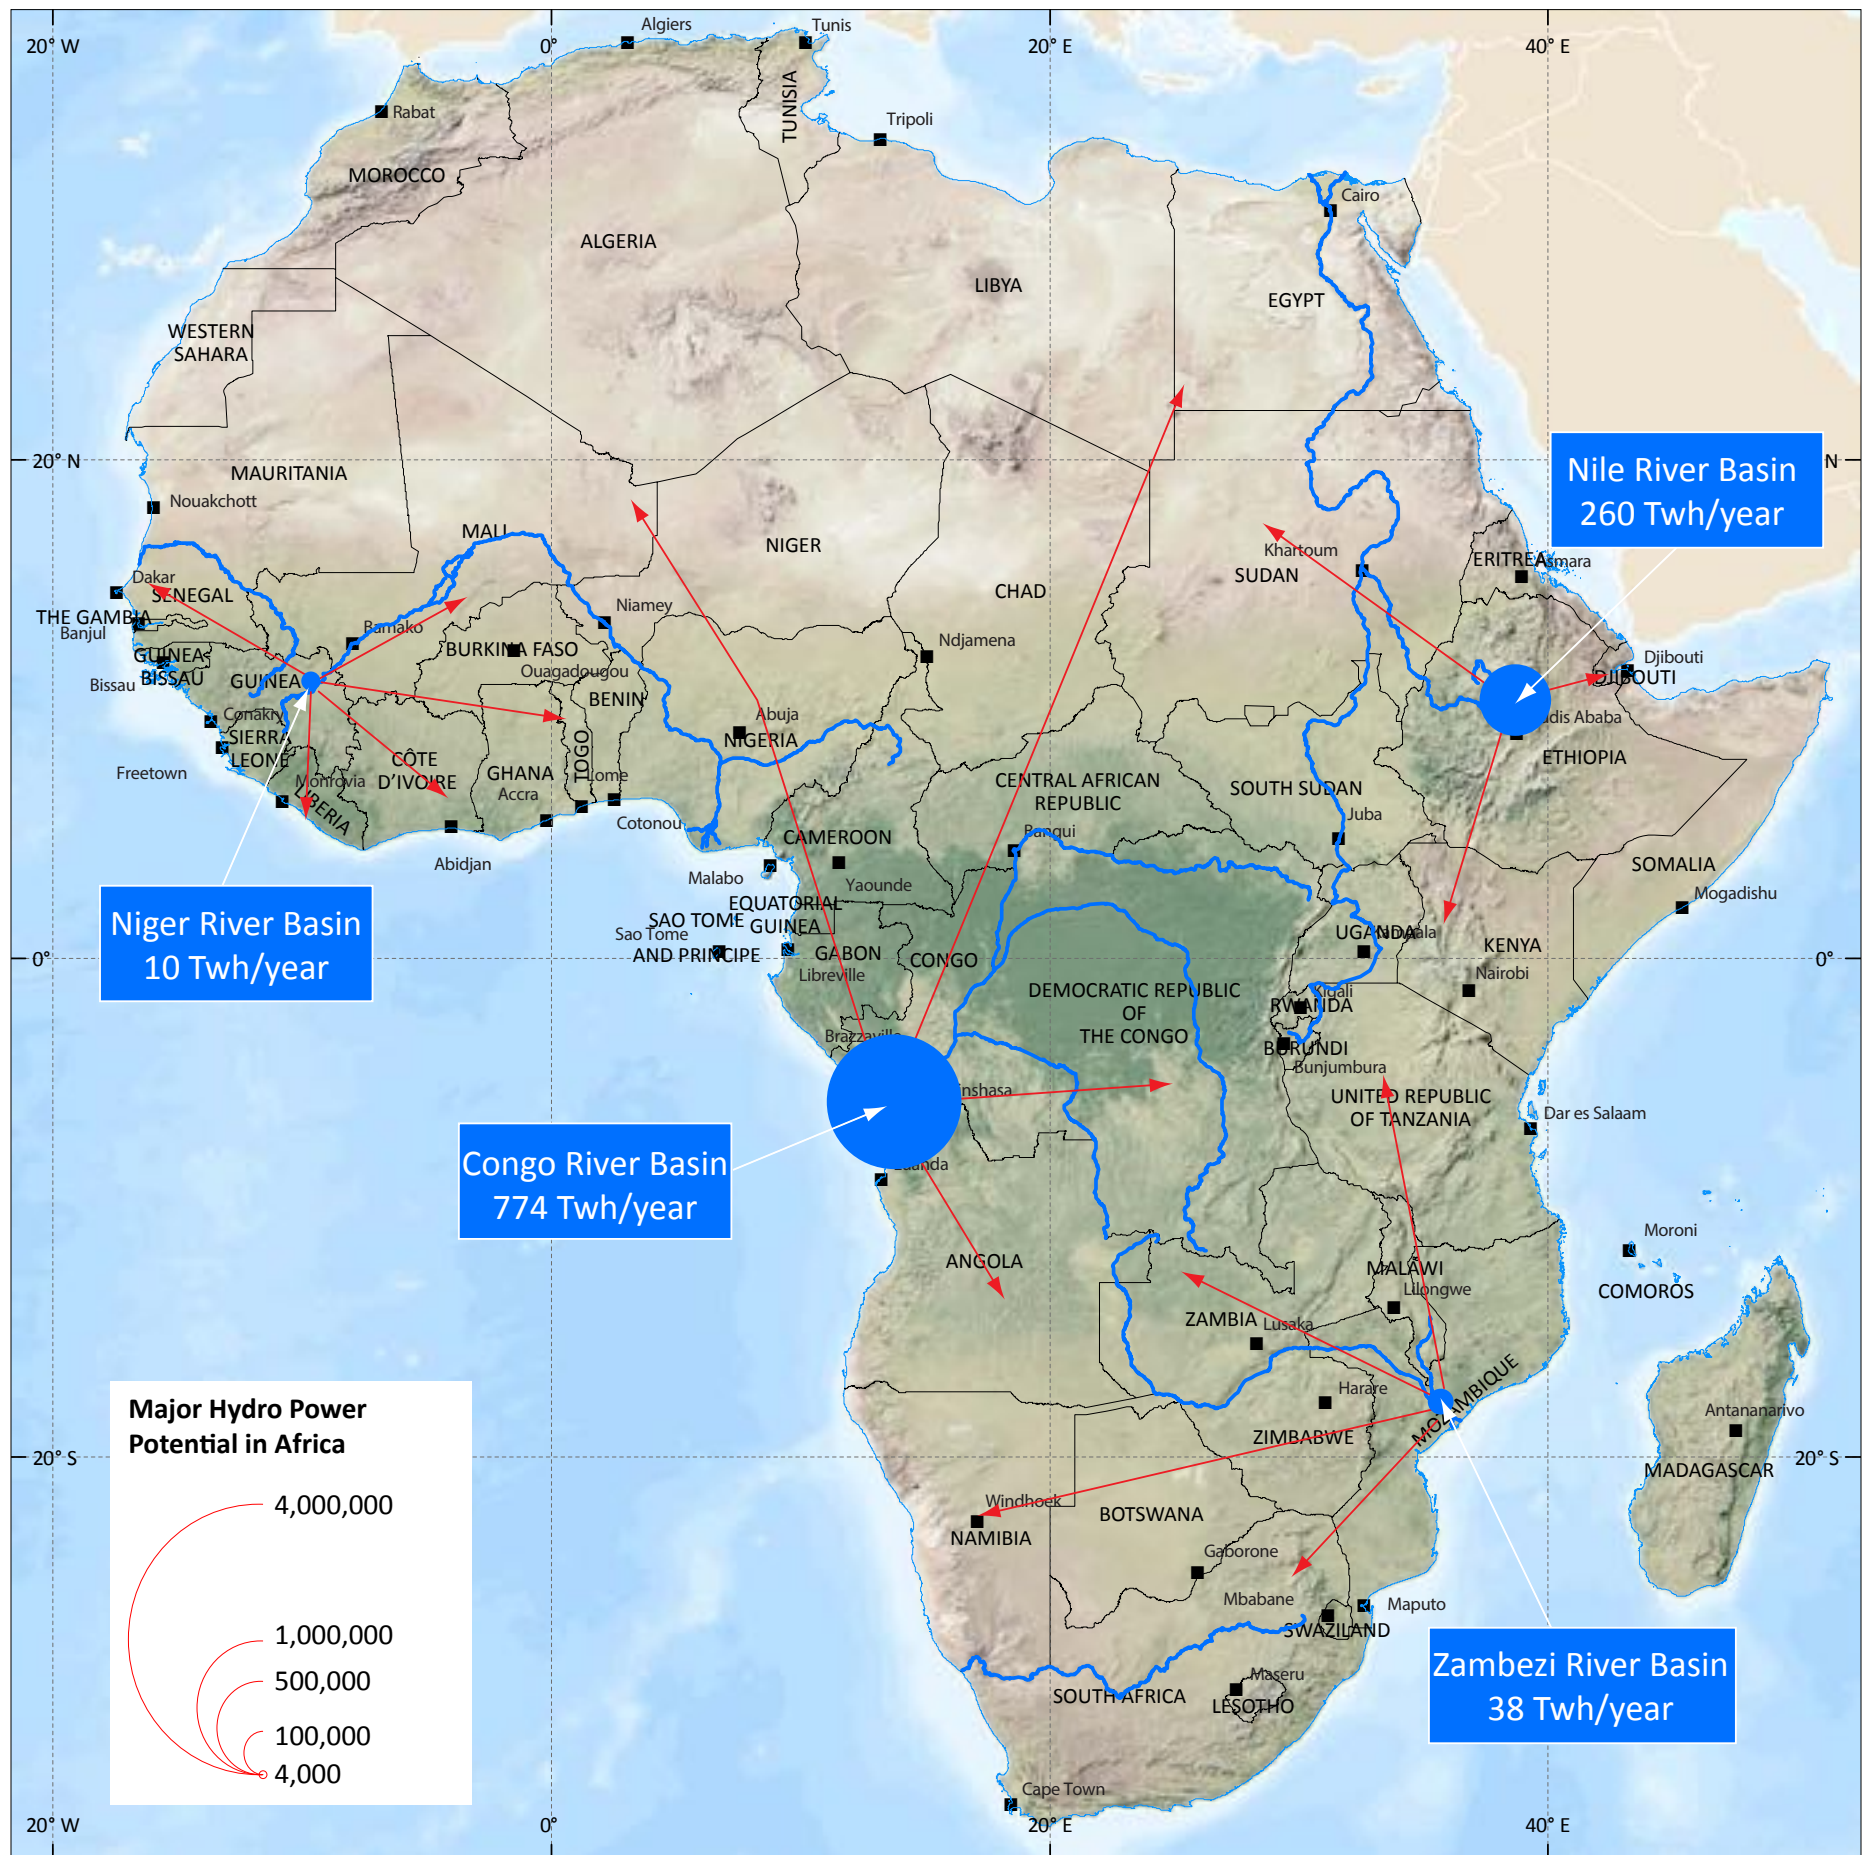 20° W
0°
20° E
40° E
Algiers
Tunis
Rabat
TUNISIA
Tripoli
MOROCCO
Cairo
ALGERIA
LIBYA
EGYPT
WESTERN
SAHARA
20° N
N
Nile River Basin
260 Twh/year
MAURITANIA
Nouakchott
MALI
NIGER
Khartoum
SUDAN
ERITREA
CHAD
Dakar
SENEGAL
THE GAMBIA
Banjul
Niamey
Bamako
BURKINA FASO
Ouagadougou
Ndjamena
GUINEA
BISSAU
Bissau
GUINEA
BENIN
Djibouti
DJIBOUTI
Conakry
SIERRA
LEONE
Freetown
Abuja
NIGERIA
dis Ababa
ETHIOPIA
Monrovia
LIBERIA
CÔTE
D'IVOIRE
GHANA
Accra
TOGO
Lome
CENTRAL AFRICAN
REPUBLIC
SOUTH SUDAN
Juba
Cotonou
CAMEROON
Bangui
Abidjan
Malabo
Yaounde
SOMALIA
Mogadishu
Niger River Basin
10 Twh/year
EQUATORIAL
GUINEA
SAO TOME
Sao Tome
AND PRINCIPE
GABON
Libreville
CONGO
UGANDA
KENYA
Nairobi
0°
0°
DEMOCRATIC REPUBLIC
OF
THE CONGO
Kigali
RWANDA
BURUNDI
Bunjumbura
Brazzaville
inshasa
UNITED REPUBLIC
OF TANZANIA
Dar es Salaam
Congo River Basin
774 Twh/year
Luanda
ANGOLA
MALAWI
Lilongwe
Moroni
COMOROS
ZAMBIA
Lusaka
Harare
ZIMBABWE
MOZAMBIQUE
Antananarivo
MADAGASCAR
20° S
20° S
Windhoek
NAMIBIA
BOTSWANA
Gaborone
Mbabane
Maputo
SWAZILAND
Maseru
LESOTHO
SOUTH AFRICA
Cape Town
Zambezi River Basin
38 Twh/year
Major Hydro Power
Potential in Africa
4,000,000
1,000,000
500,000
100,000
4,000
20° W
0°
20° E
40° E